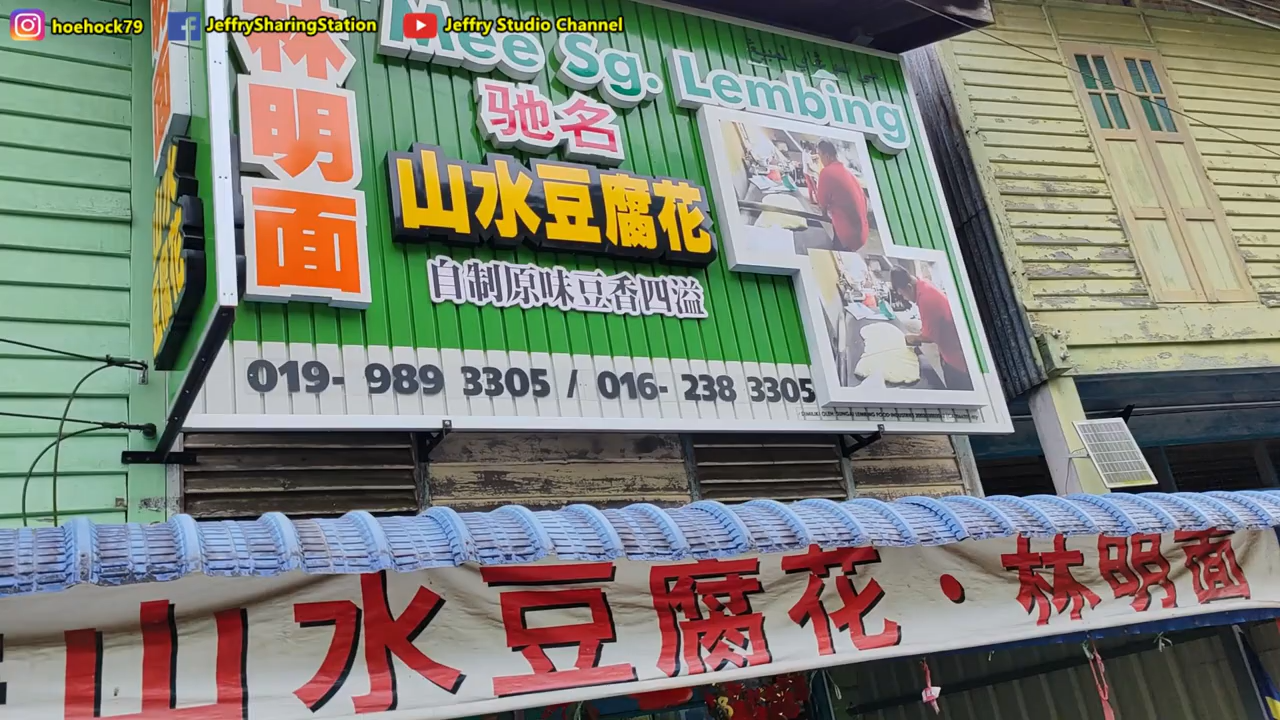 hoehock79 JeffrySharingStation Jeffry Studio Channel
Mee Sg. Lembing
林明面
驰名
山水豆腐花
自制原味豆香四溢
019- 989 3305 / 016- 238 3305
山水豆腐花・林明面